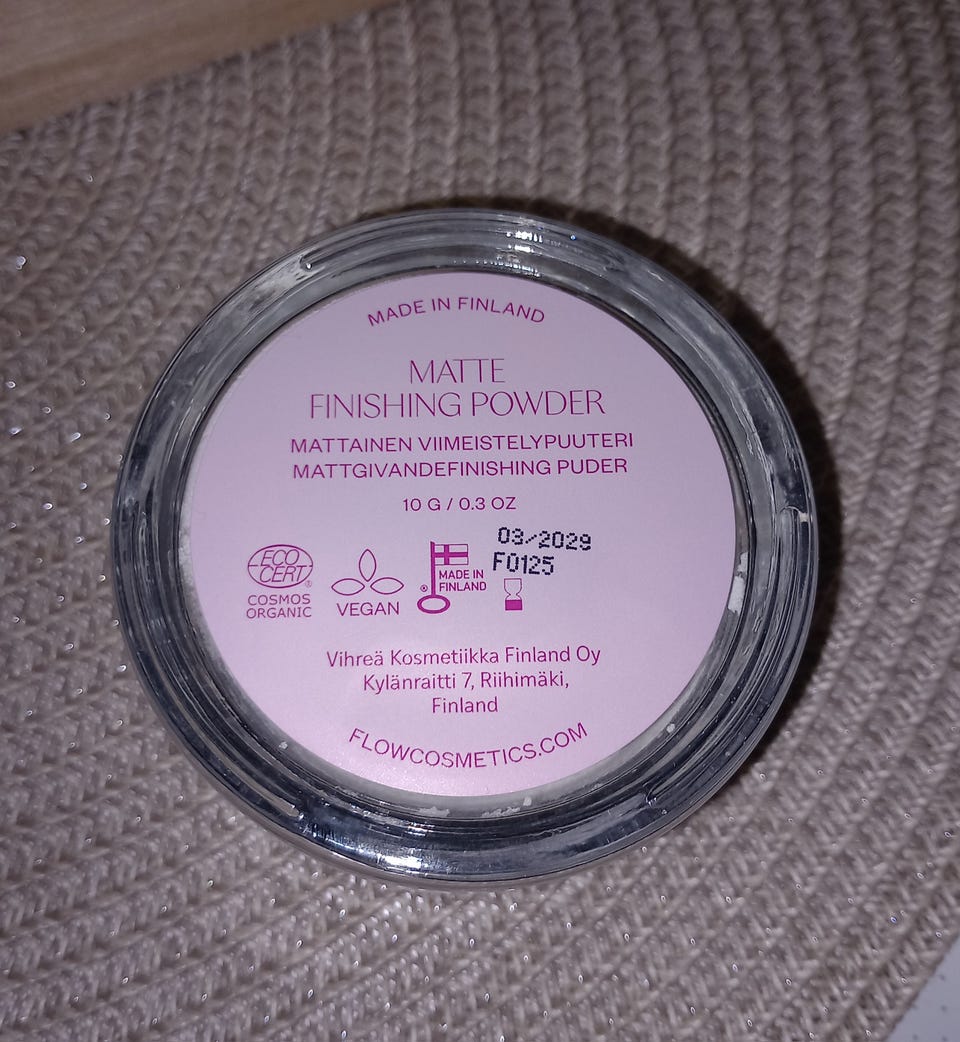 MADE IN FINLAND
MATTE
FINISHING POWDER
MATTAINEN VIIMEISTELYPUUTERI
MATTGIVANDEFINISHING PUDER
10 G / 0.3 OZ
03/2029
F0125
ECO
CERT®
COSMOS
ORGANIC
VEGAN
® MADE IN
FINLAND
Vihreä Kosmetiikka Finland Oy
Kylänraitti 7, Riihimäki,
Finland
FLOWCOSMETICS.COM